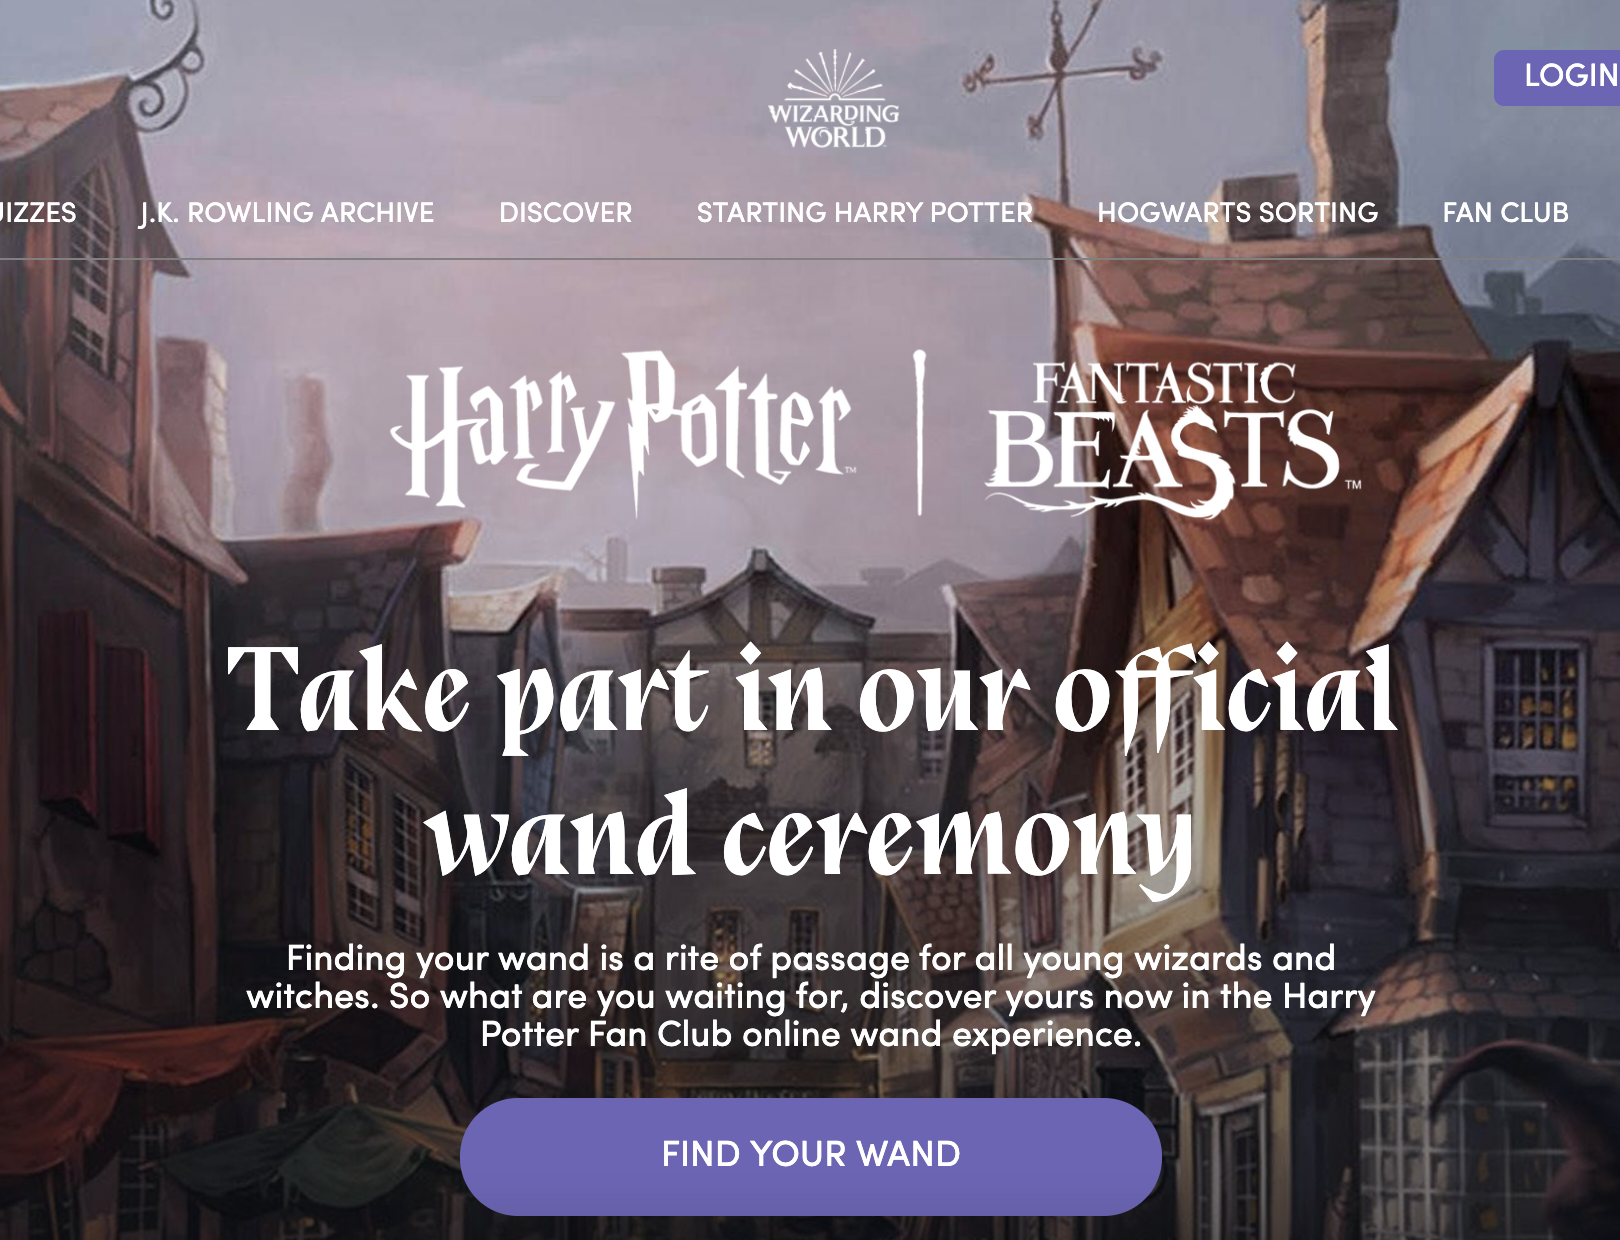 WIZARDING
WORLD
LOGIN
UIZZES
J.K. ROWLING ARCHIVE
DISCOVER
STARTING HARRY POTTER
HOGWARTS SORTING
FAN CLUB
Harry Potter™
FANTASTIC
BEASTS™
Take part in our official
wand ceremony
Finding your wand is a rite of passage for all young wizards and
witches. So what are you waiting for, discover yours now in the Harry
Potter Fan Club online wand experience.
FIND YOUR WAND